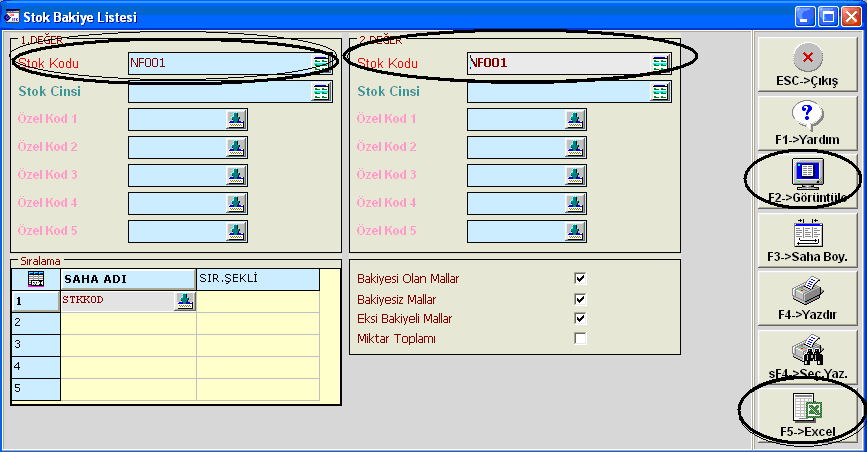 Stok Bakiye Listesi
1.DEĞER
Stok Kodu NF001
Stok Cinsi
Özel Kod 1
Özel Kod 2
Özel Kod 3
Özel Kod 4
Özel Kod 5
2.DEĞER
Stok Kodu NF001
Stok Cinsi
Özel Kod 1
Özel Kod 2
Özel Kod 3
Özel Kod 4
Özel Kod 5
Sıralama
SAHA ADI SIR.ŞEKLİ
1 STKKOD
2
3
4
5
Bakiyesi Olan Mallar
Bakiyesiz Mallar
Eksi Bakiyeli Mallar
Miktar Toplamı
ESC->Çıkış
F1->Yardım
F2->Görüntüle
F3->Saha Boy.
F4->Yazdır
sF4->Seç.Yaz.
F5->Excel